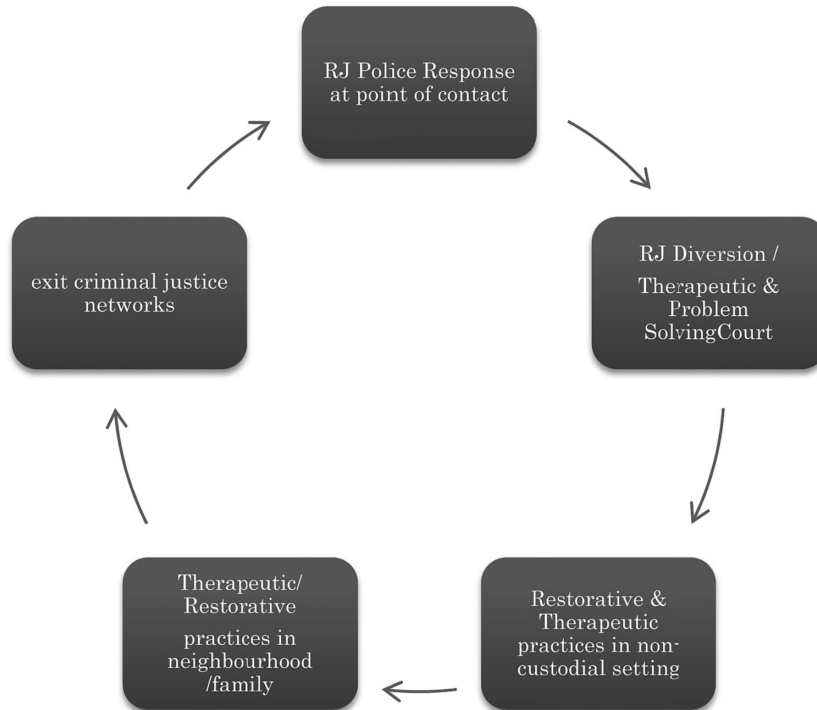 RJ Police Response
at point of contact
RJ Diversion /
Therapeutic &
Problem
SolvingCourt
Restorative &
Therapeutic
practices in non-
custodial setting
Therapeutic/
Restorative
practices in
neighbourhood
/family
exit criminal justice
networks